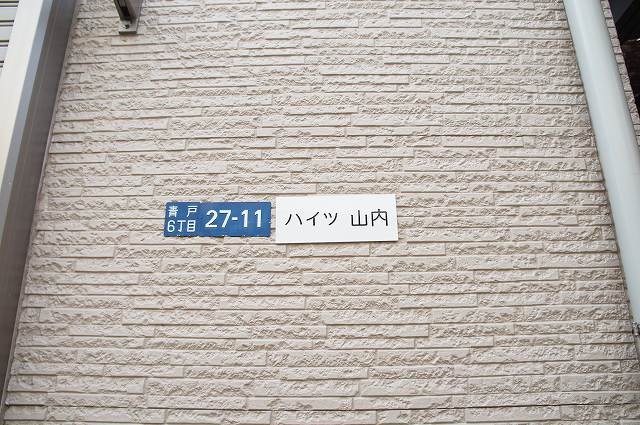 青戸
6丁目
27-11
ハイツ 山内